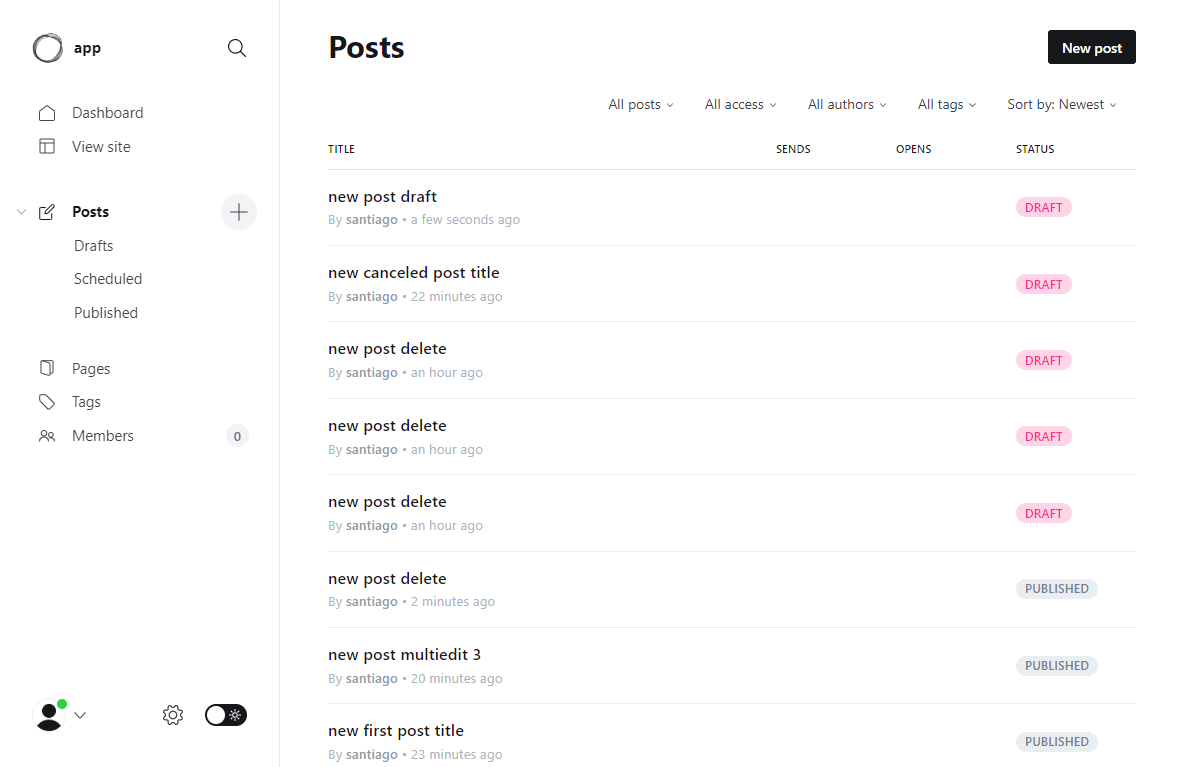 app
Dashboard
View site
Posts
Drafts
Scheduled
Published
Pages
Tags
Members 0
Posts
New post
All posts All access All authors All tags Sort by: Newest
TITLE SENDS OPENS STATUS
new post draft
By santiago • a few seconds ago
DRAFT
new canceled post title
By santiago • 22 minutes ago
DRAFT
new post delete
By santiago • an hour ago
DRAFT
new post delete
By santiago • an hour ago
DRAFT
new post delete
By santiago • an hour ago
DRAFT
new post delete
By santiago • 2 minutes ago
PUBLISHED
new post multiedit 3
By santiago • 20 minutes ago
PUBLISHED
new first post title
By santiago • 23 minutes ago
PUBLISHED